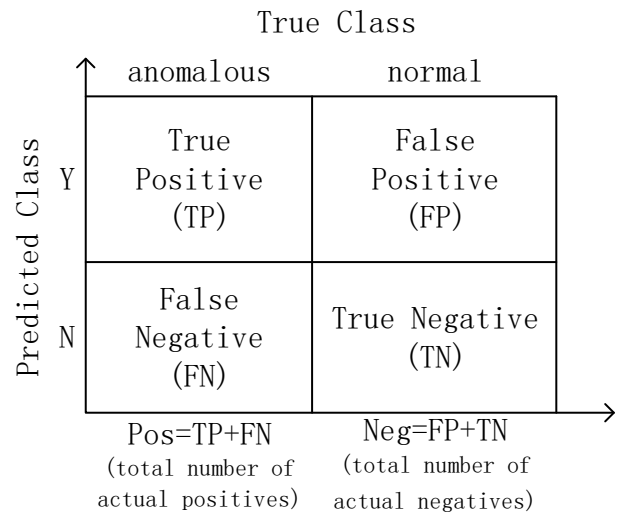 True Class
anomalous normal
Predicted Class
Y
True
Positive
(TP)
False
Positive
(FP)
N
False
Negative
(FN)
True Negative
(TN)
Pos=TP+FN
(total number of
actual positives)
Neg=FP+TN
(total number of
actual negatives)